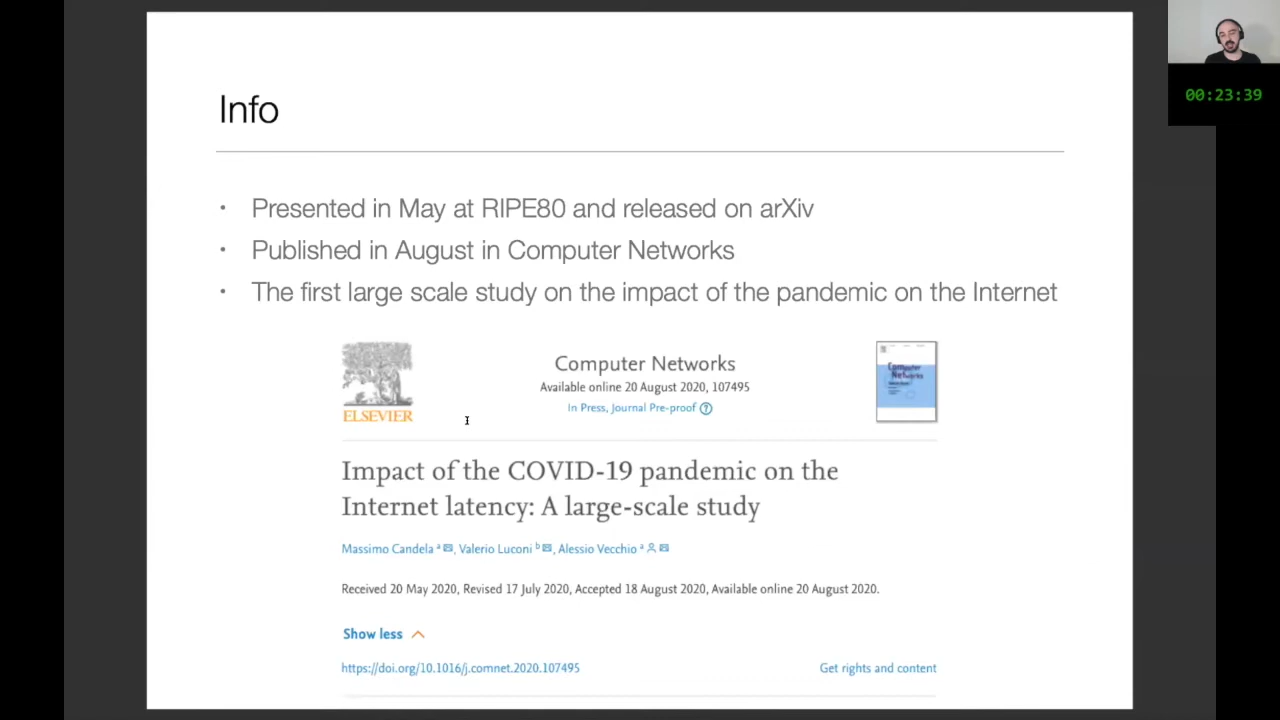 Info
• Presented in May at RIPE80 and released on arXiv
• Published in August in Computer Networks
• The first large scale study on the impact of the pandemic on the Internet
ELSEVIER
Computer Networks
Available online 20 August 2020, 107495
In Press, Journal Pre-proof ?
Computer Networks
Impact of the COVID-19 pandemic on the
Internet latency: A large-scale study
Massimo Candela a, Valerio Luconi b, Alessio Vecchio a
Received 20 May 2020, Revised 17 July 2020, Accepted 18 August 2020, Available online 20 August 2020.
Show less
https://doi.org/10.1016/j.comnet.2020.107495
Get rights and content
00:23:39